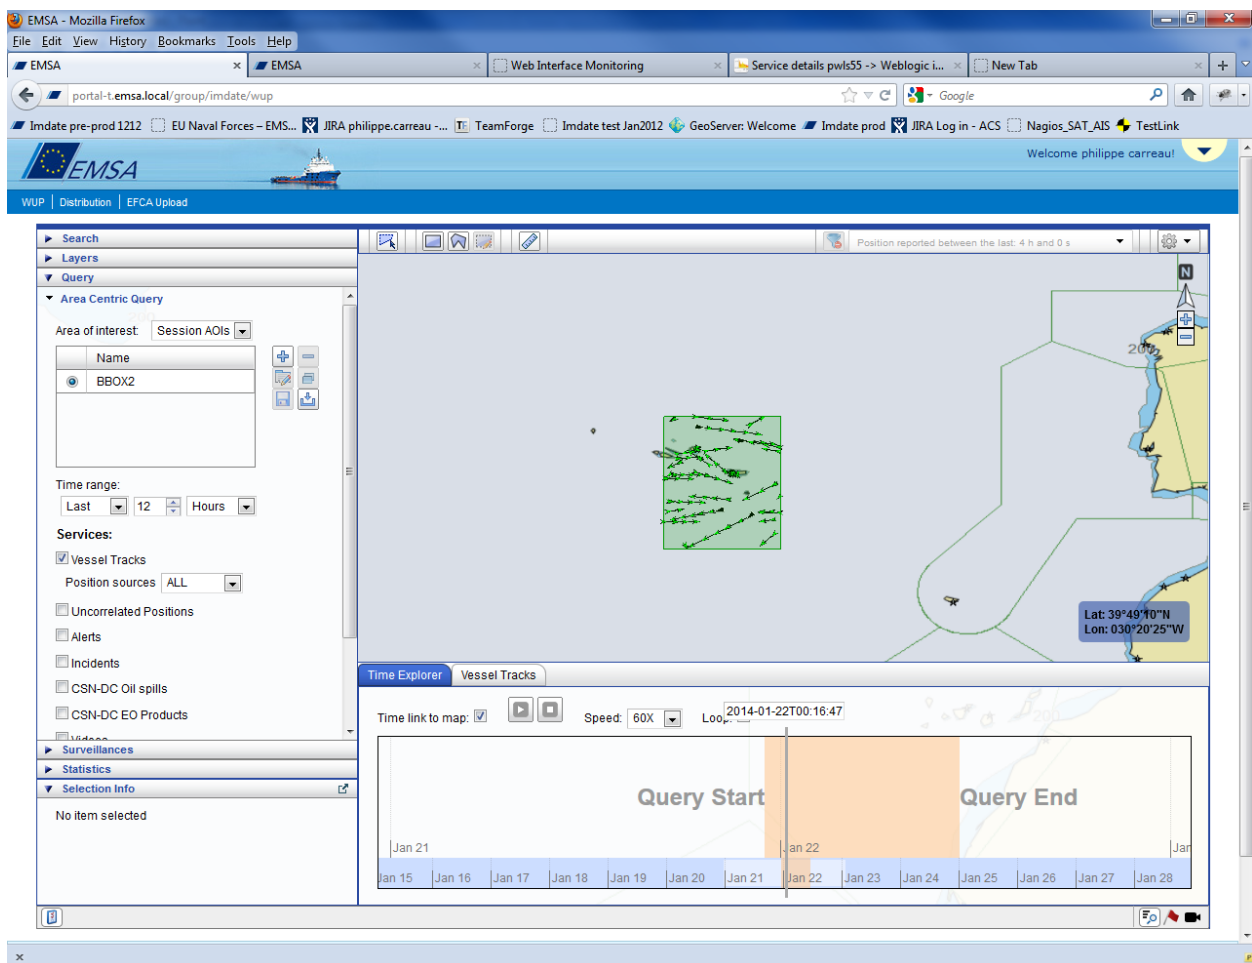 EMSA - Mozilla Firefox
File Edit View History Bookmarks Tools Help
EMSA × EMSA × Web Interface Monitoring × Service details pwls55 -> Weblogic i... × New Tab × +
portal-t.emsa.local/group/imdate/wup Google
Imdate pre-prod 1212 EU Naval Forces – EMS... JIRA philippe.carreau -... TeamForge Imdate test Jan2012 GeoServer: Welcome Imdate prod JIRA Log in - ACS Nagios_SAT_AIS TestLink
EMSA Welcome philippe carreau!
WUP | Distribution | EFCA Upload
Search
Position reported between the last: 4 h and 0 s
Layers
Query
N
Area Centric Query
Area of interest: Session AOIs
200
Name
BBOX2
Time range:
Last 12 Hours
Services:
Vessel Tracks
Position sources ALL
Uncorrelated Positions
Lat: 39°49'10"N
Lon: 030°20'25"W
Alerts
Incidents
CSN-DC Oil spills
CSN-DC EO Products
Videos
Time Explorer Vessel Tracks
Time link to map: Speed: 60X Loop: 2014-01-22T00:16:47
200
Surveillances
Statistics
Selection Info
No item selected
Query Start Query End
Jan 21 Jan 22 Jan
Jan 15 Jan 16 Jan 17 Jan 18 Jan 19 Jan 20 Jan 21 Jan 22 Jan 23 Jan 24 Jan 25 Jan 26 Jan 27 Jan 28
×